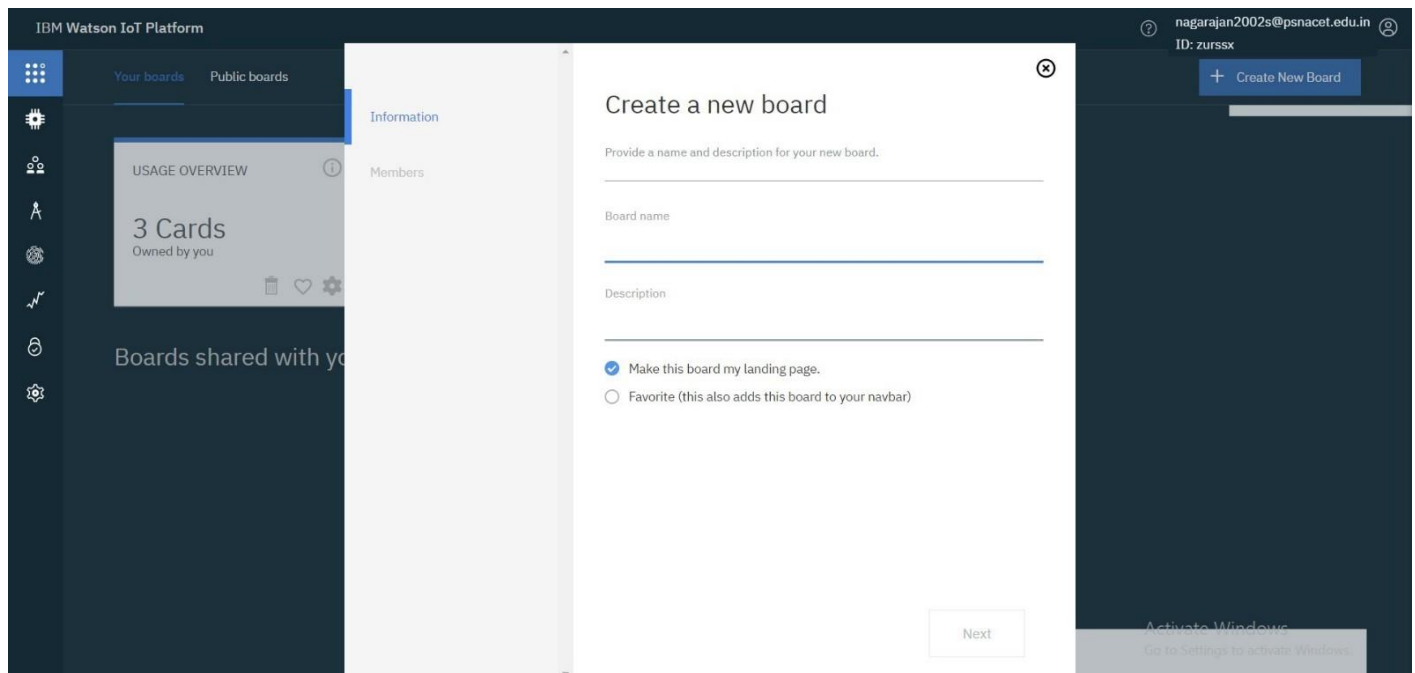 IBM Watson IoT Platform
nagarajan2002s@psnacet.edu.in
ID: zurssx
Your boards Public boards
+ Create New Board
Information
Members
Create a new board
Provide a name and description for your new board.
Board name
Description
Make this board my landing page.
Favorite (this also adds this board to your navbar)
Next
USAGE OVERVIEW
3 Cards
Owned by you
Boards shared with yo
Activate Windows
Go to Settings to activate Windows.